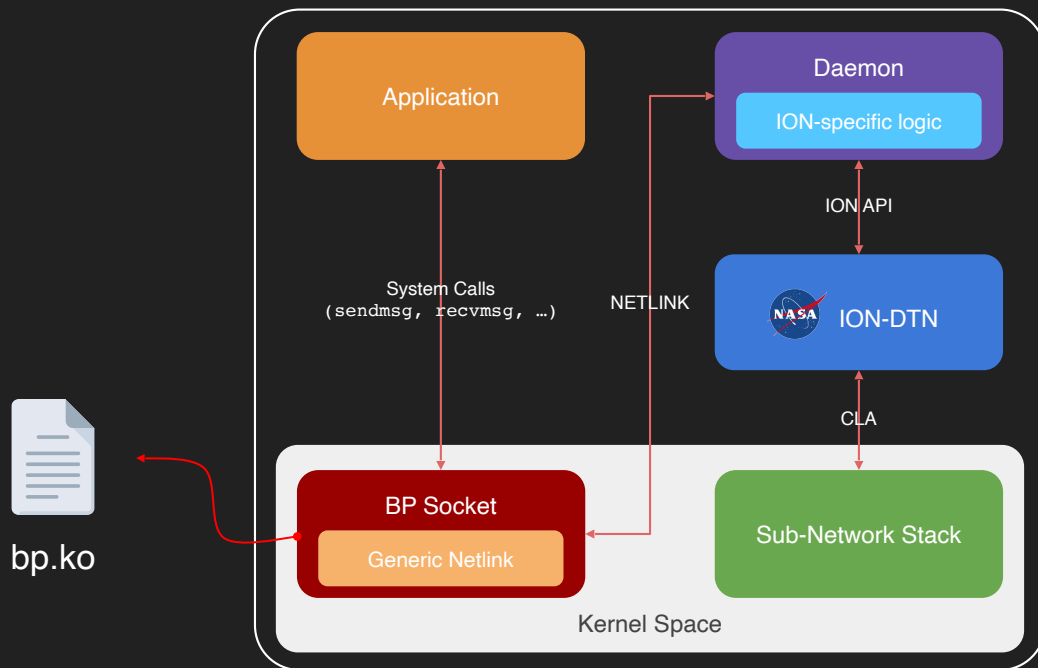 Application
Daemon
ION-specific logic
ION API
System Calls
(sendmsg, recvmsg, …)
NETLINK
NASA
ION-DTN
CLA
BP Socket
Generic Netlink
Sub-Network Stack
Kernel Space
bp.ko